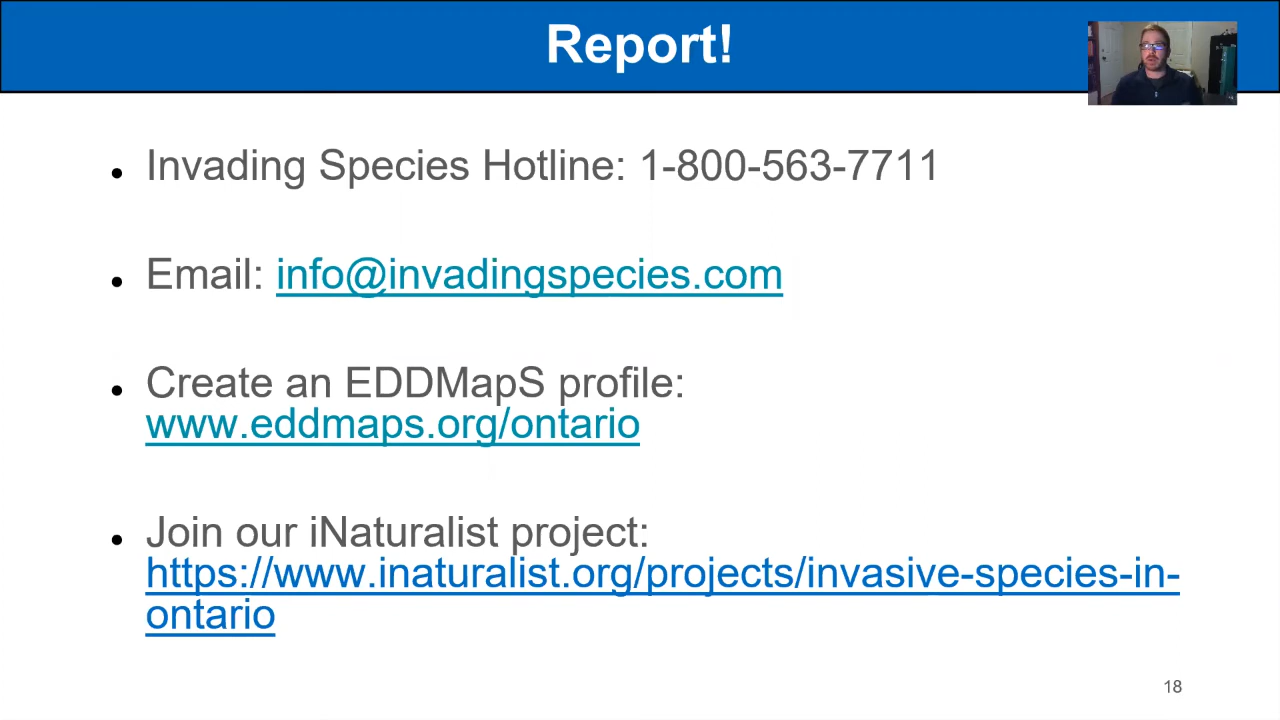 Report!
Invading Species Hotline: 1-800-563-7711
Email: info@invadingspecies.com
Create an EDDMapS profile:
www.eddmaps.org/ontario
Join our iNaturalist project:
https://www.inaturalist.org/projects/invasive-species-in-
ontario
18